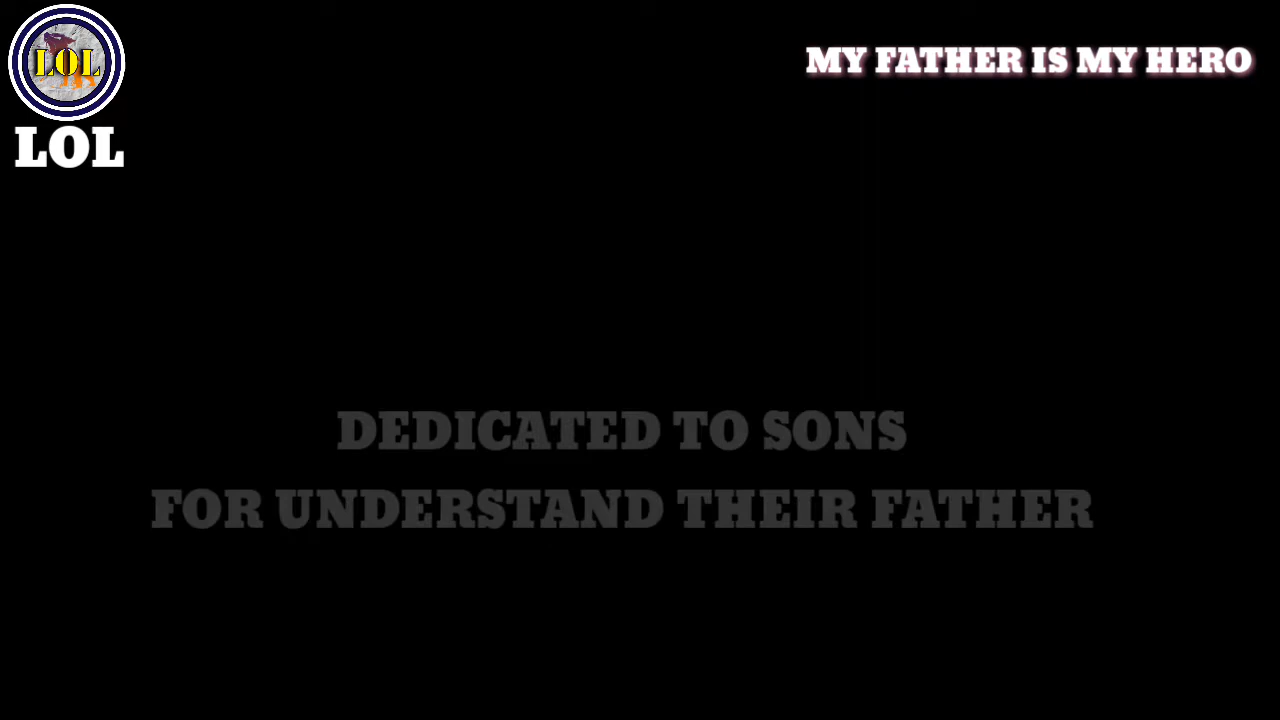 LOL
LOL
MY FATHER IS MY HERO
DEDICATED TO SONS
FOR UNDERSTAND THEIR FATHER